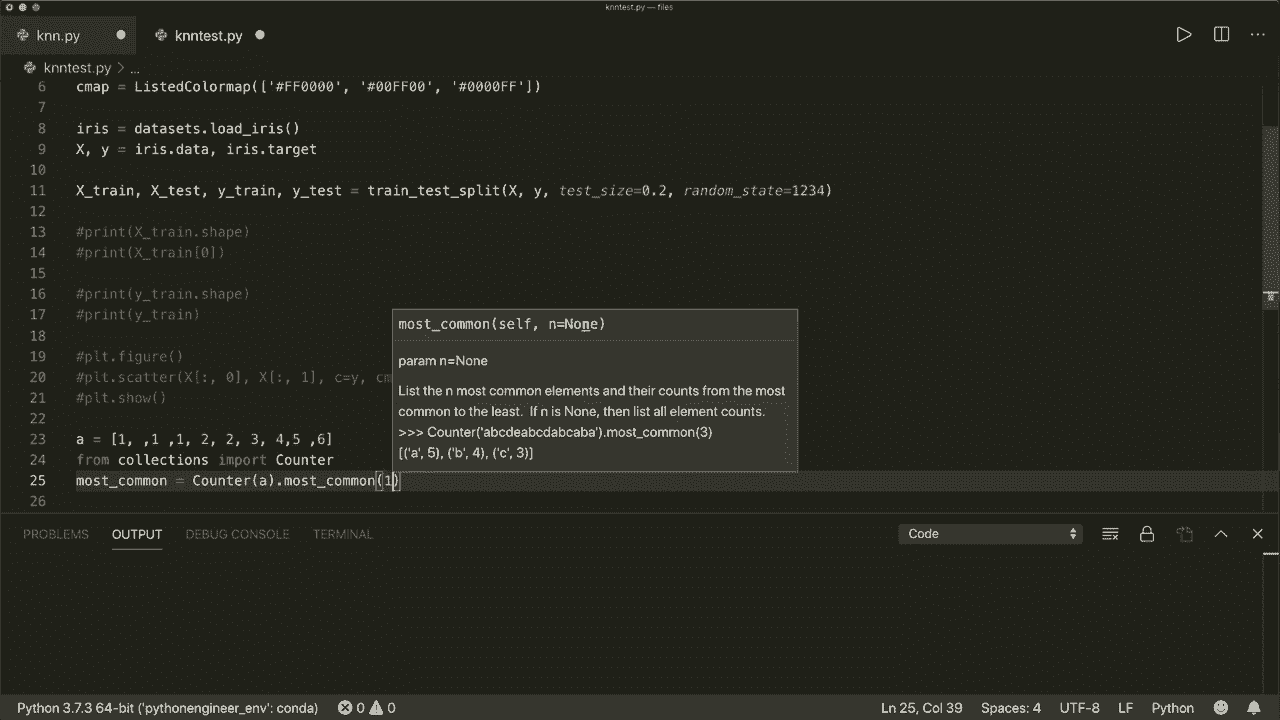 knntest.py — files
knn.py
knntest.py
knntest.py > ...
6 cmap = ListedColormap(['#FF0000', '#00FF00', '#0000FF'])
7
8 iris = datasets.load_iris()
9 X, y = iris.data, iris.target
10
11 X_train, X_test, y_train, y_test = train_test_split(X, y, test_size=0.2, random_state=1234)
12
13 #print(X_train.shape)
14 #print(X_train[0])
15
16 #print(y_train.shape)
17 #print(y_train)
18
19 #plt.figure()
20 #plt.scatter(X[:, 0], X[:, 1], c=y, cm
21 #plt.show()
22
23 a = [1, ,1 ,1, 2, 2, 3, 4,5 ,6]
24 from collections import Counter
25 most_common = Counter(a).most_common(1)
26
most_common(self, n=None)
param n=None
List the n most common elements and their counts from the most
common to the least. If n is None, then list all element counts.
>>> Counter('abcdeabcdabcaba').most_common(3)
[('a', 5), ('b', 4), ('c', 3)]
PROBLEMS OUTPUT DEBUG CONSOLE TERMINAL Code
Python 3.7.3 64-bit ('pythonengineer_env': conda) 0 0 Ln 25, Col 39 Spaces: 4 UTF-8 LF Python